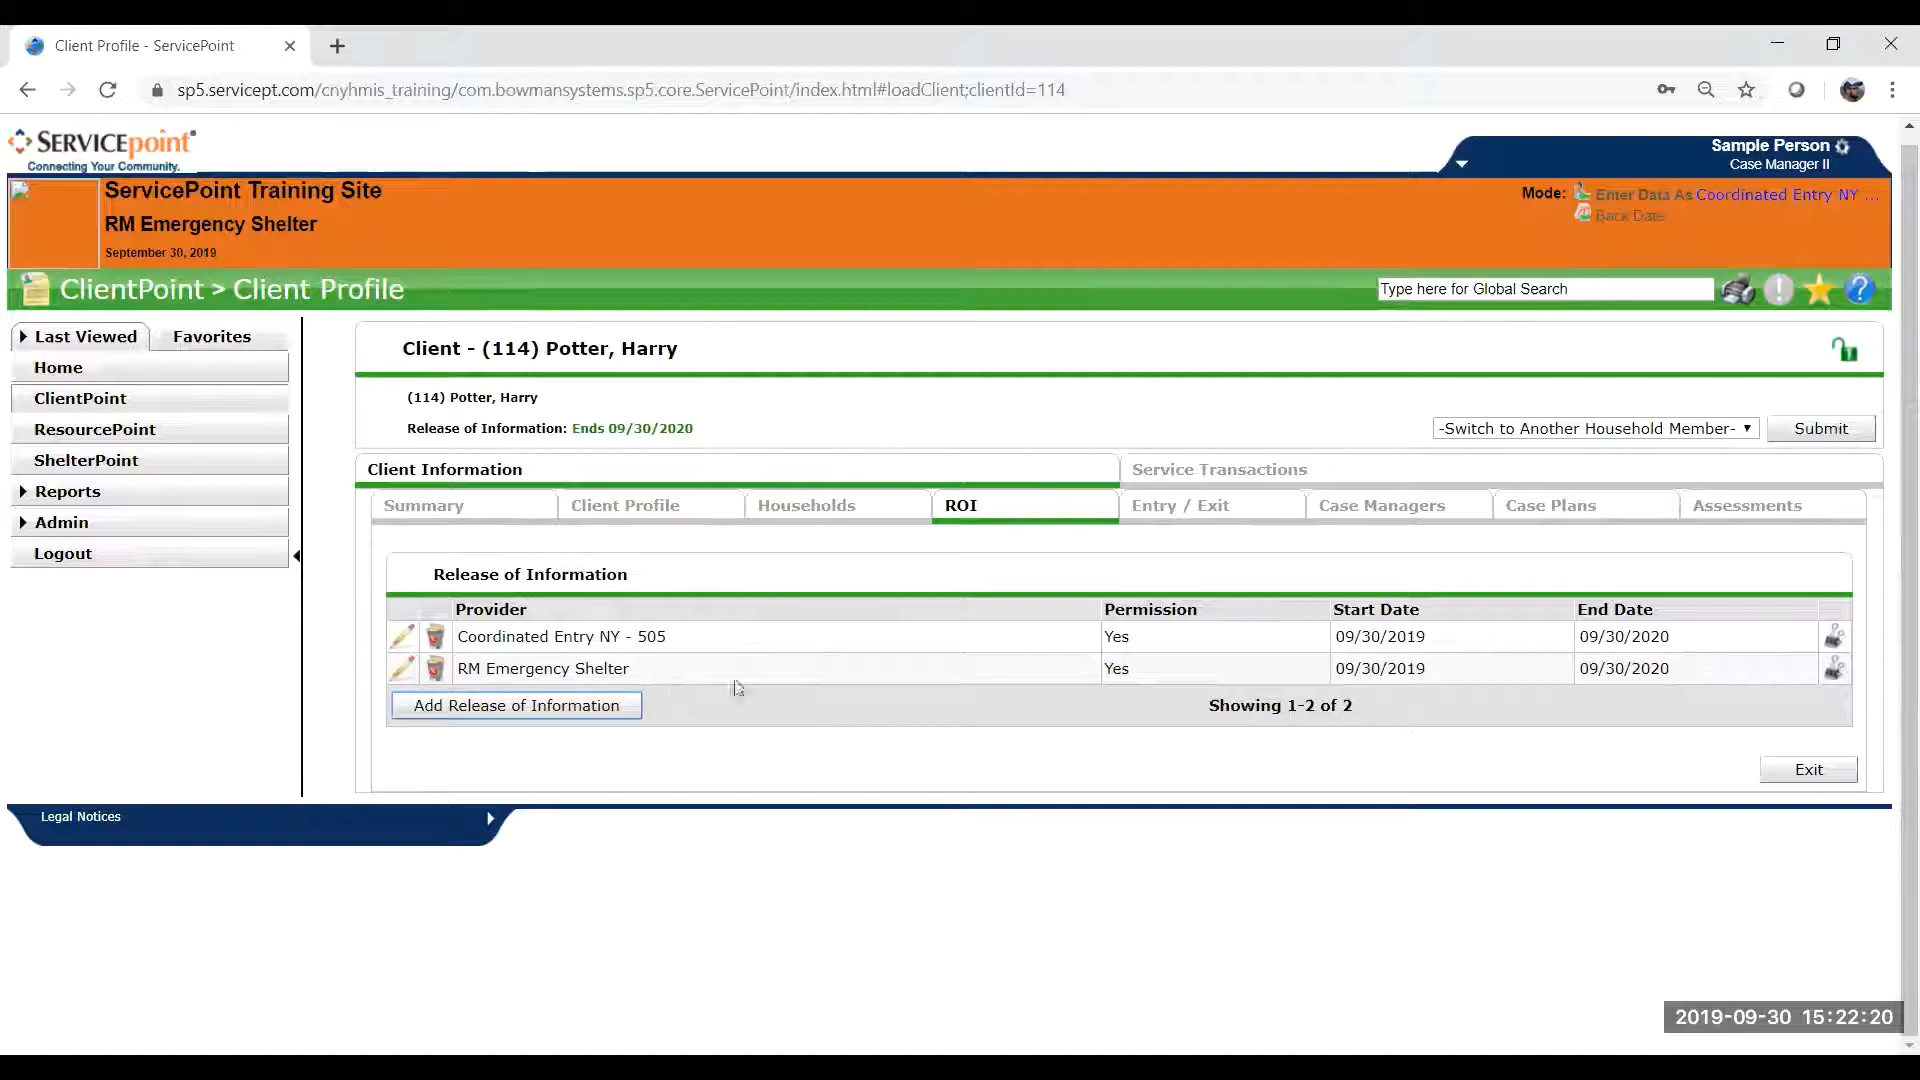 Client Profile - ServicePoint
sp5.servicept.com/cnyhmis_training/com.bowmansystems.sp5.core.ServicePoint/index.html#loadClient;clientId=114
SERVICEpoint
Connecting Your Community.
Sample Person
Case Manager II
ServicePoint Training Site
RM Emergency Shelter
September 30, 2019
Mode: Enter Data As Coordinated Entry NY ...
Back Date
ClientPoint > Client Profile
Type here for Global Search
Last Viewed Favorites
Home
ClientPoint
ResourcePoint
ShelterPoint
Reports
Admin
Logout
Client - (114) Potter, Harry
(114) Potter, Harry
Release of Information: Ends 09/30/2020
-Switch to Another Household Member- Submit
Client Information Service Transactions
Summary Client Profile Households ROI Entry / Exit Case Managers Case Plans Assessments
Release of Information
Provider Permission Start Date End Date
Coordinated Entry NY - 505 Yes 09/30/2019 09/30/2020
RM Emergency Shelter Yes 09/30/2019 09/30/2020
Add Release of Information Showing 1-2 of 2
Exit
Legal Notices
2019-09-30 15:22:20